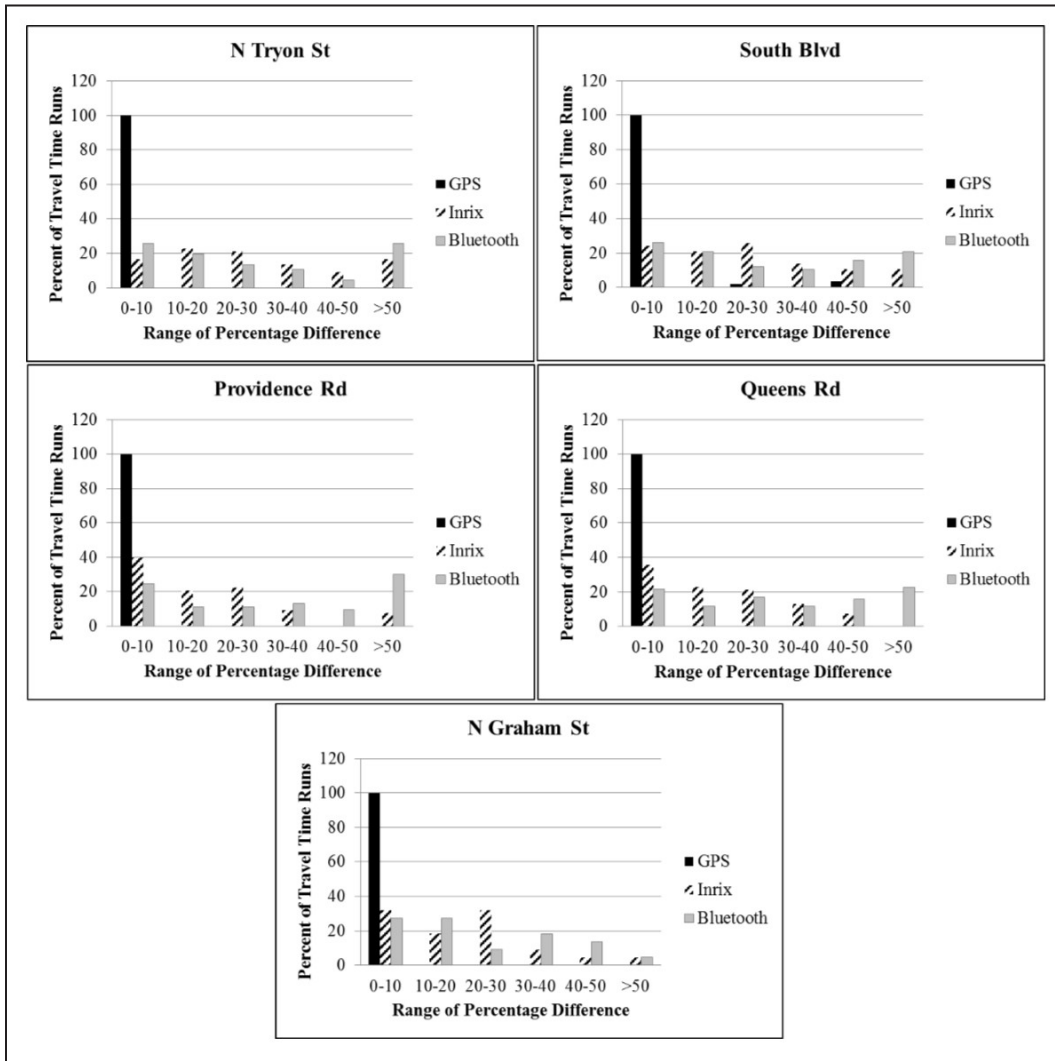 N Tryon St
Percent of Travel Time Runs
120
100
80
60
40
20
0
0-10 10-20 20-30 30-40 40-50 >50
Range of Percentage Difference
GPS
Inrix
Bluetooth
South Blvd
Percent of Travel Time Runs
120
100
80
60
40
20
0
0-10 10-20 20-30 30-40 40-50 >50
Range of Percentage Difference
GPS
Inrix
Bluetooth
Providence Rd
Percent of Travel Time Runs
120
100
80
60
40
20
0
0-10 10-20 20-30 30-40 40-50 >50
Range of Percentage Difference
GPS
Inrix
Bluetooth
Queens Rd
Percent of Travel Time Runs
120
100
80
60
40
20
0
0-10 10-20 20-30 30-40 40-50 >50
Range of Percentage Difference
GPS
Inrix
Bluetooth
N Graham St
Percent of Travel Time Runs
120
100
80
60
40
20
0
0-10 10-20 20-30 30-40 40-50 >50
Range of Percentage Difference
GPS
Inrix
Bluetooth